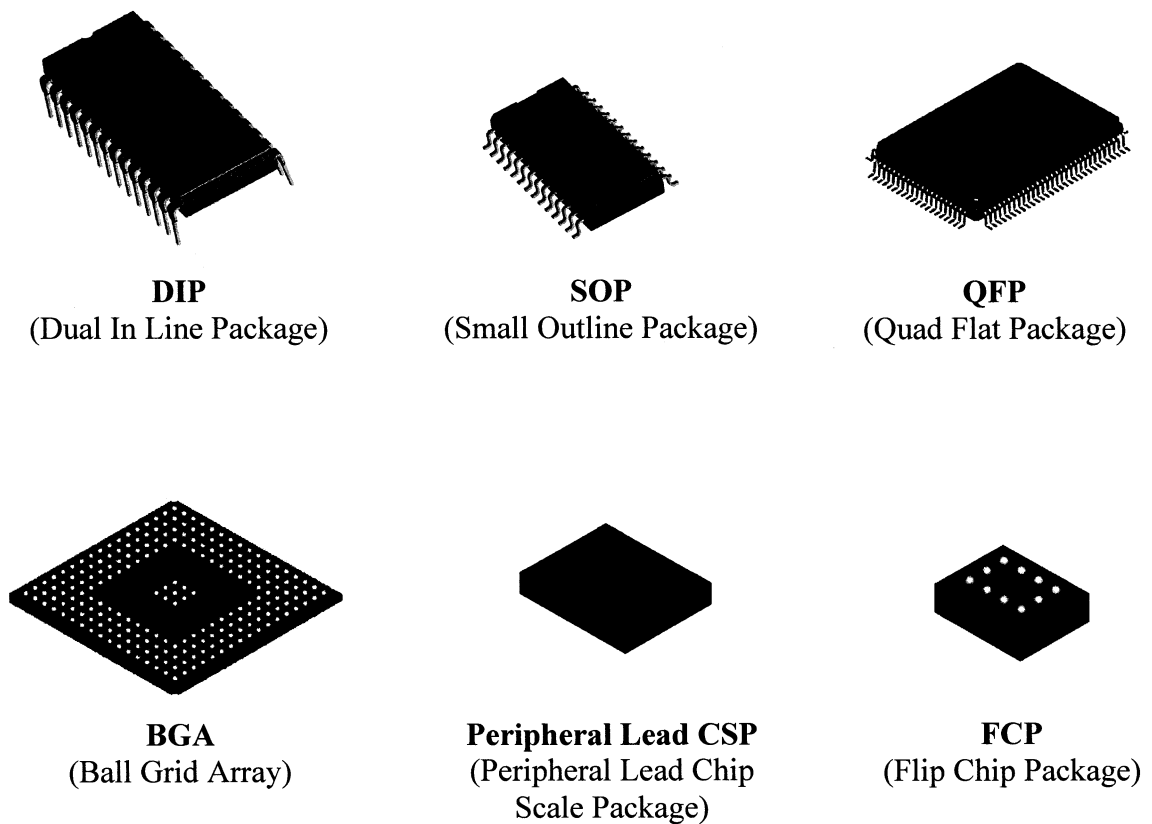 DIP
(Dual In Line Package)
SOP
(Small Outline Package)
QFP
(Quad Flat Package)
BGA
(Ball Grid Array)
Peripheral Lead CSP
(Peripheral Lead Chip
Scale Package)
FCP
(Flip Chip Package)